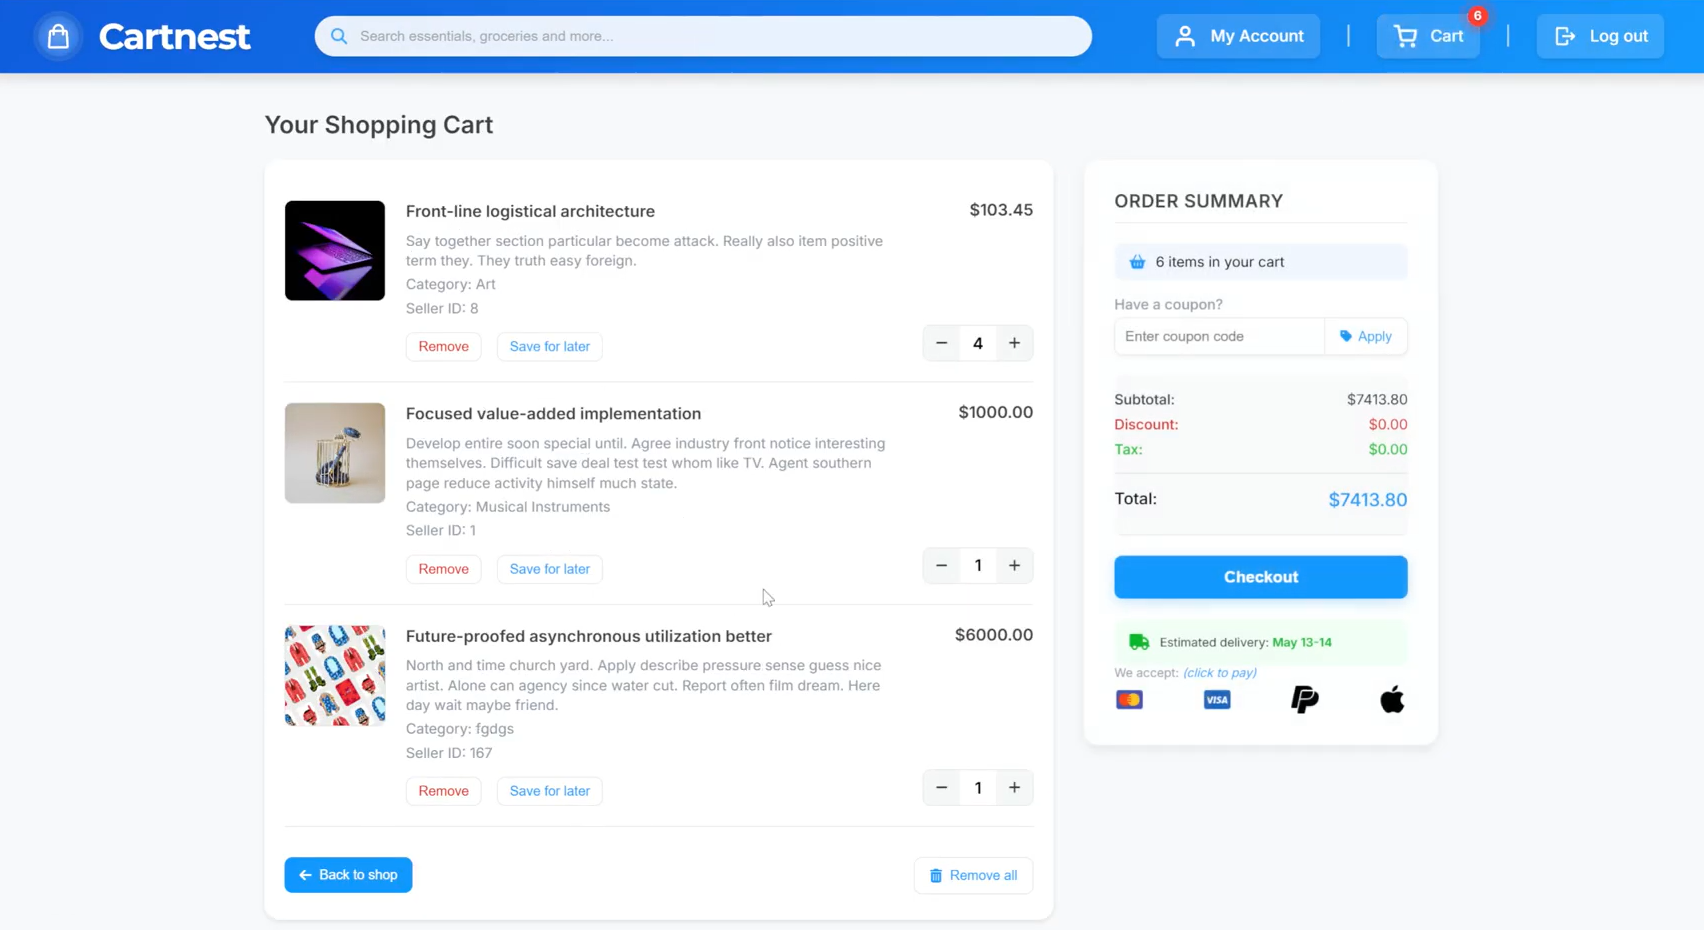 Cartnest
Search essentials, groceries and more...
My Account
Cart
6
Log out
Your Shopping Cart
Front-line logistical architecture
$103.45
Say together section particular become attack. Really also item positive
term they. They truth easy foreign.
Category: Art
Seller ID: 8
Remove
Save for later
− 4 +
Focused value-added implementation
$1000.00
Develop entire soon special until. Agree industry front notice interesting
themselves. Difficult save deal test test whom like TV. Agent southern
page reduce activity himself much state.
Category: Musical Instruments
Seller ID: 1
Remove
Save for later
− 1 +
Future-proofed asynchronous utilization better
$6000.00
North and time church yard. Apply describe pressure sense guess nice
artist. Alone can agency since water cut. Report often film dream. Here
day wait maybe friend.
Category: fgdgs
Seller ID: 167
Remove
Save for later
− 1 +
Back to shop
Remove all
ORDER SUMMARY
6 items in your cart
Have a coupon?
Enter coupon code
Apply
Subtotal: $7413.80
Discount: $0.00
Tax: $0.00
Total: $7413.80
Checkout
Estimated delivery: May 13-14
We accept: (click to pay)
VISA